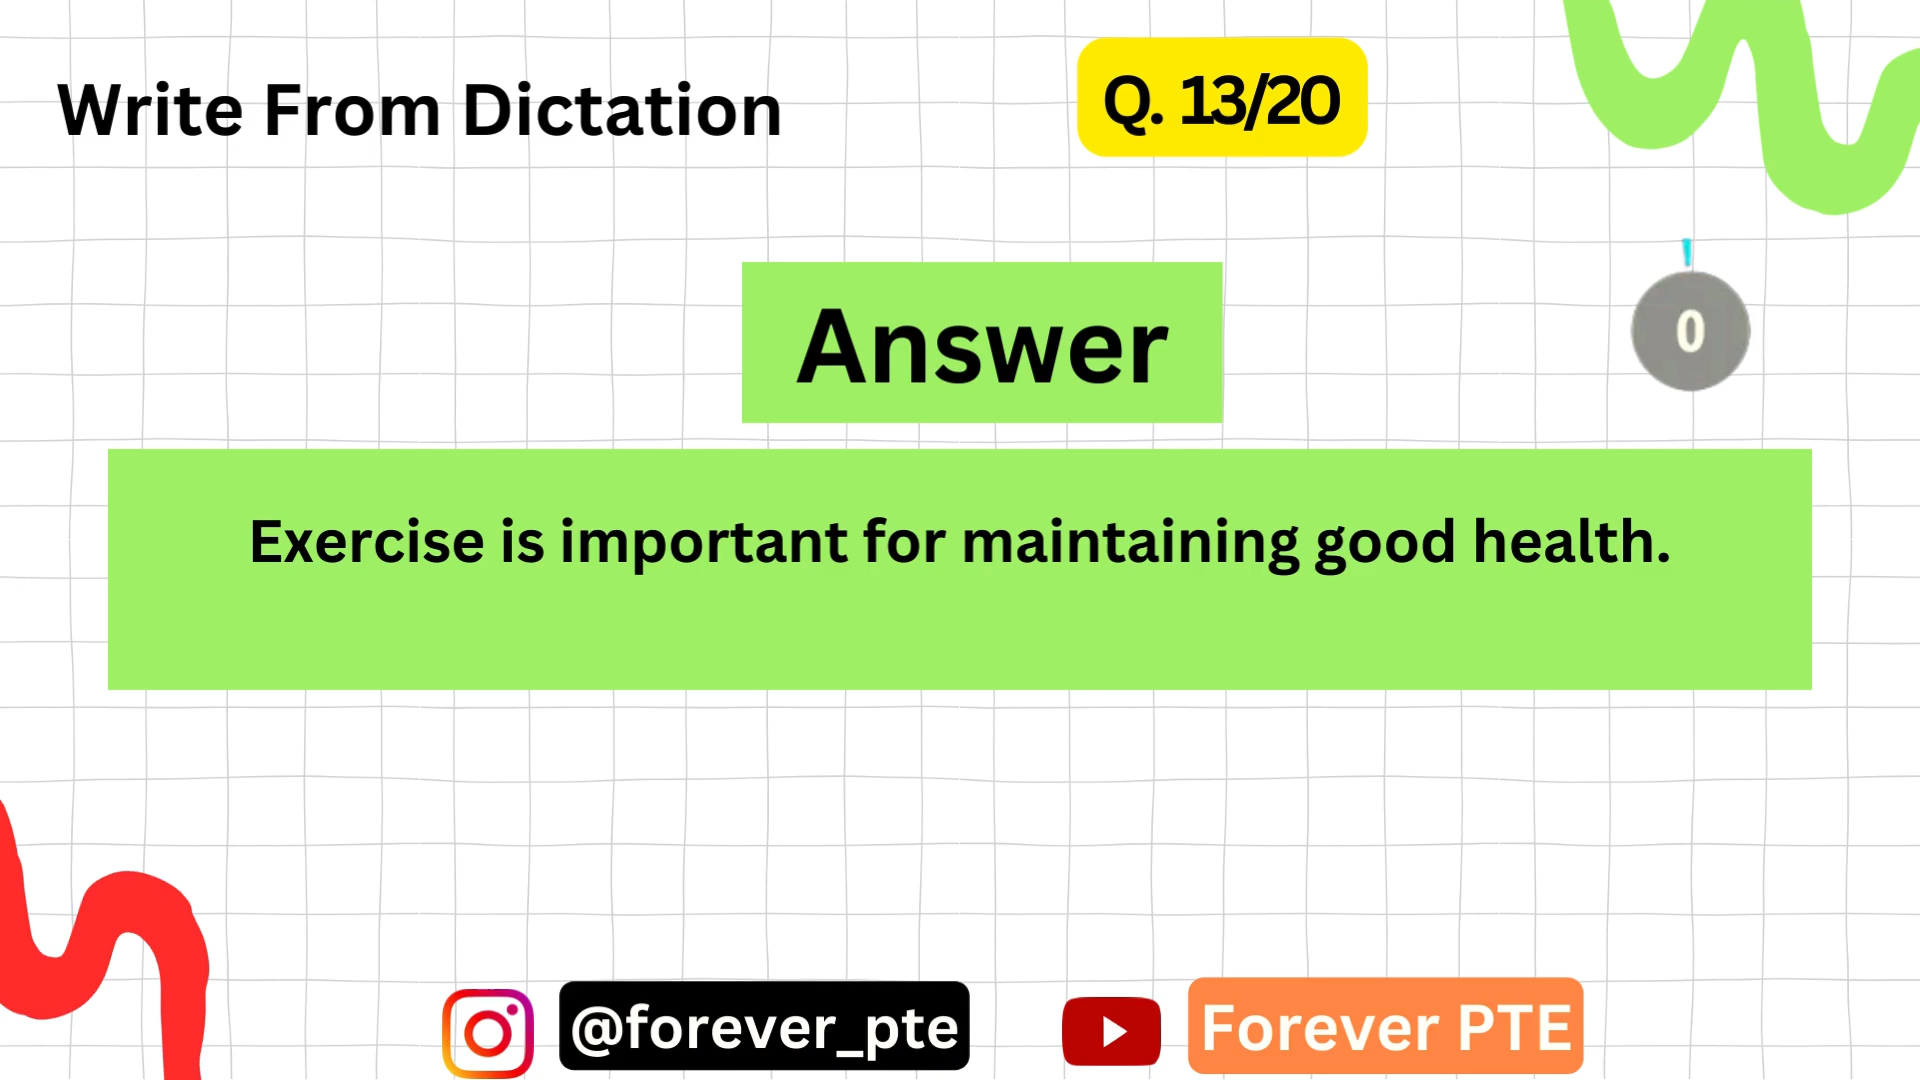 Write From Dictation
Q. 13/20
Answer
0
Exercise is important for maintaining good health.
@forever_pte
Forever PTE